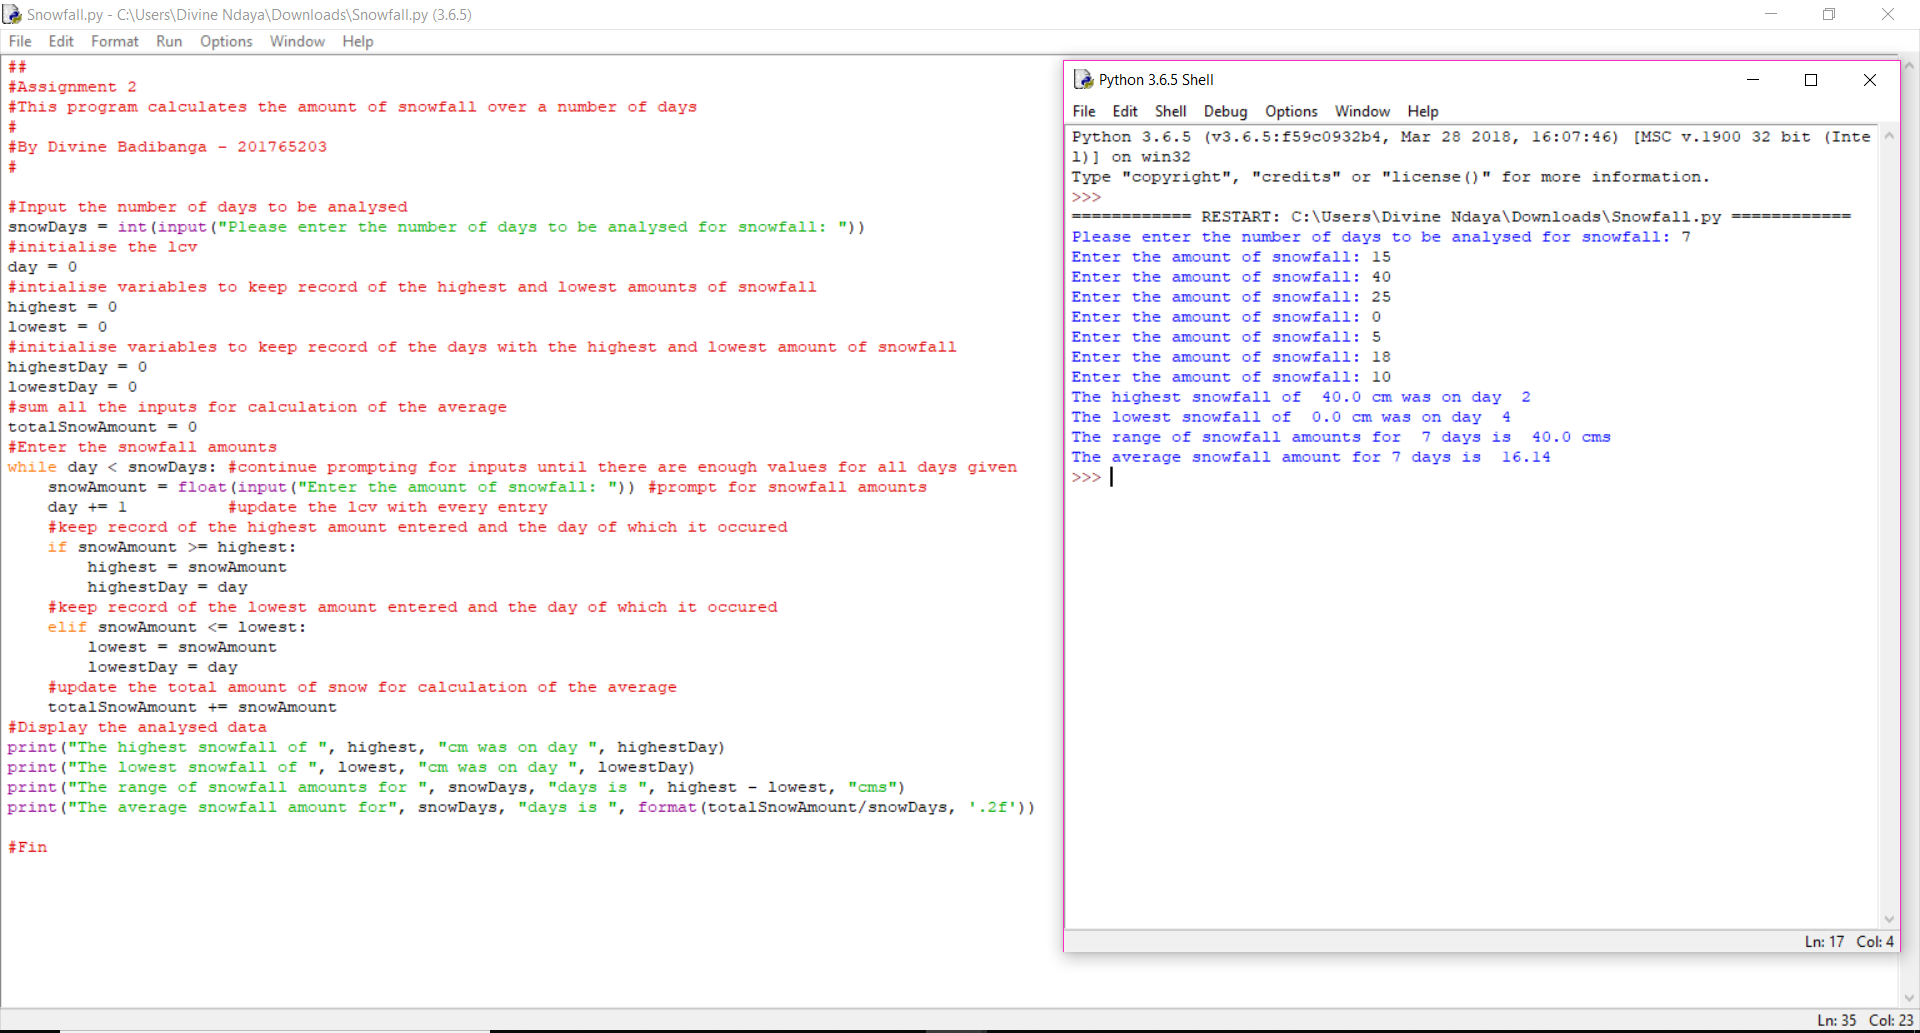 Snowfall.py - C:\Users\Divine Ndaya\Downloads\Snowfall.py (3.6.5)
File Edit Format Run Options Window Help
##
#Assignment 2
#This program calculates the amount of snowfall over a number of days
#
#By Divine Badibanga - 201765203
#

#Input the number of days to be analysed
snowDays = int(input("Please enter the number of days to be analysed for snowfall: "))
#initialise the lcv
day = 0
#intialise variables to keep record of the highest and lowest amounts of snowfall
highest = 0
lowest = 0
#initialise variables to keep record of the days with the highest and lowest amount of snowfall
highestDay = 0
lowestDay = 0
#sum all the inputs for calculation of the average
totalSnowAmount = 0
#Enter the snowfall amounts
while day < snowDays: #continue prompting for inputs until there are enough values for all days given
    snowAmount = float(input("Enter the amount of snowfall: ")) #prompt for snowfall amounts
    day += 1          #update the lcv with every entry
    #keep record of the highest amount entered and the day of which it occured
    if snowAmount >= highest:
        highest = snowAmount
        highestDay = day
    #keep record of the lowest amount entered and the day of which it occured
    elif snowAmount <= lowest:
        lowest = snowAmount
        lowestDay = day
    #update the total amount of snow for calculation of the average
    totalSnowAmount += snowAmount
#Display the analysed data
print("The highest snowfall of ", highest, "cm was on day ", highestDay)
print("The lowest snowfall of ", lowest, "cm was on day ", lowestDay)
print("The range of snowfall amounts for ", snowDays, "days is ", highest - lowest, "cms")
print("The average snowfall amount for", snowDays, "days is ", format(totalSnowAmount/snowDays, '.2f'))

#Fin
Ln: 35 Col: 23
Python 3.6.5 Shell
File Edit Shell Debug Options Window Help
Python 3.6.5 (v3.6.5:f59c0932b4, Mar 28 2018, 16:07:46) [MSC v.1900 32 bit (Inte
l)] on win32
Type "copyright", "credits" or "license()" for more information.
>>>
============ RESTART: C:\Users\Divine Ndaya\Downloads\Snowfall.py ============
Please enter the number of days to be analysed for snowfall: 7
Enter the amount of snowfall: 15
Enter the amount of snowfall: 40
Enter the amount of snowfall: 25
Enter the amount of snowfall: 0
Enter the amount of snowfall: 5
Enter the amount of snowfall: 18
Enter the amount of snowfall: 10
The highest snowfall of  40.0 cm was on day  2
The lowest snowfall of  0.0 cm was on day  4
The range of snowfall amounts for  7 days is  40.0 cms
The average snowfall amount for 7 days is  16.14
>>>
Ln: 17 Col: 4